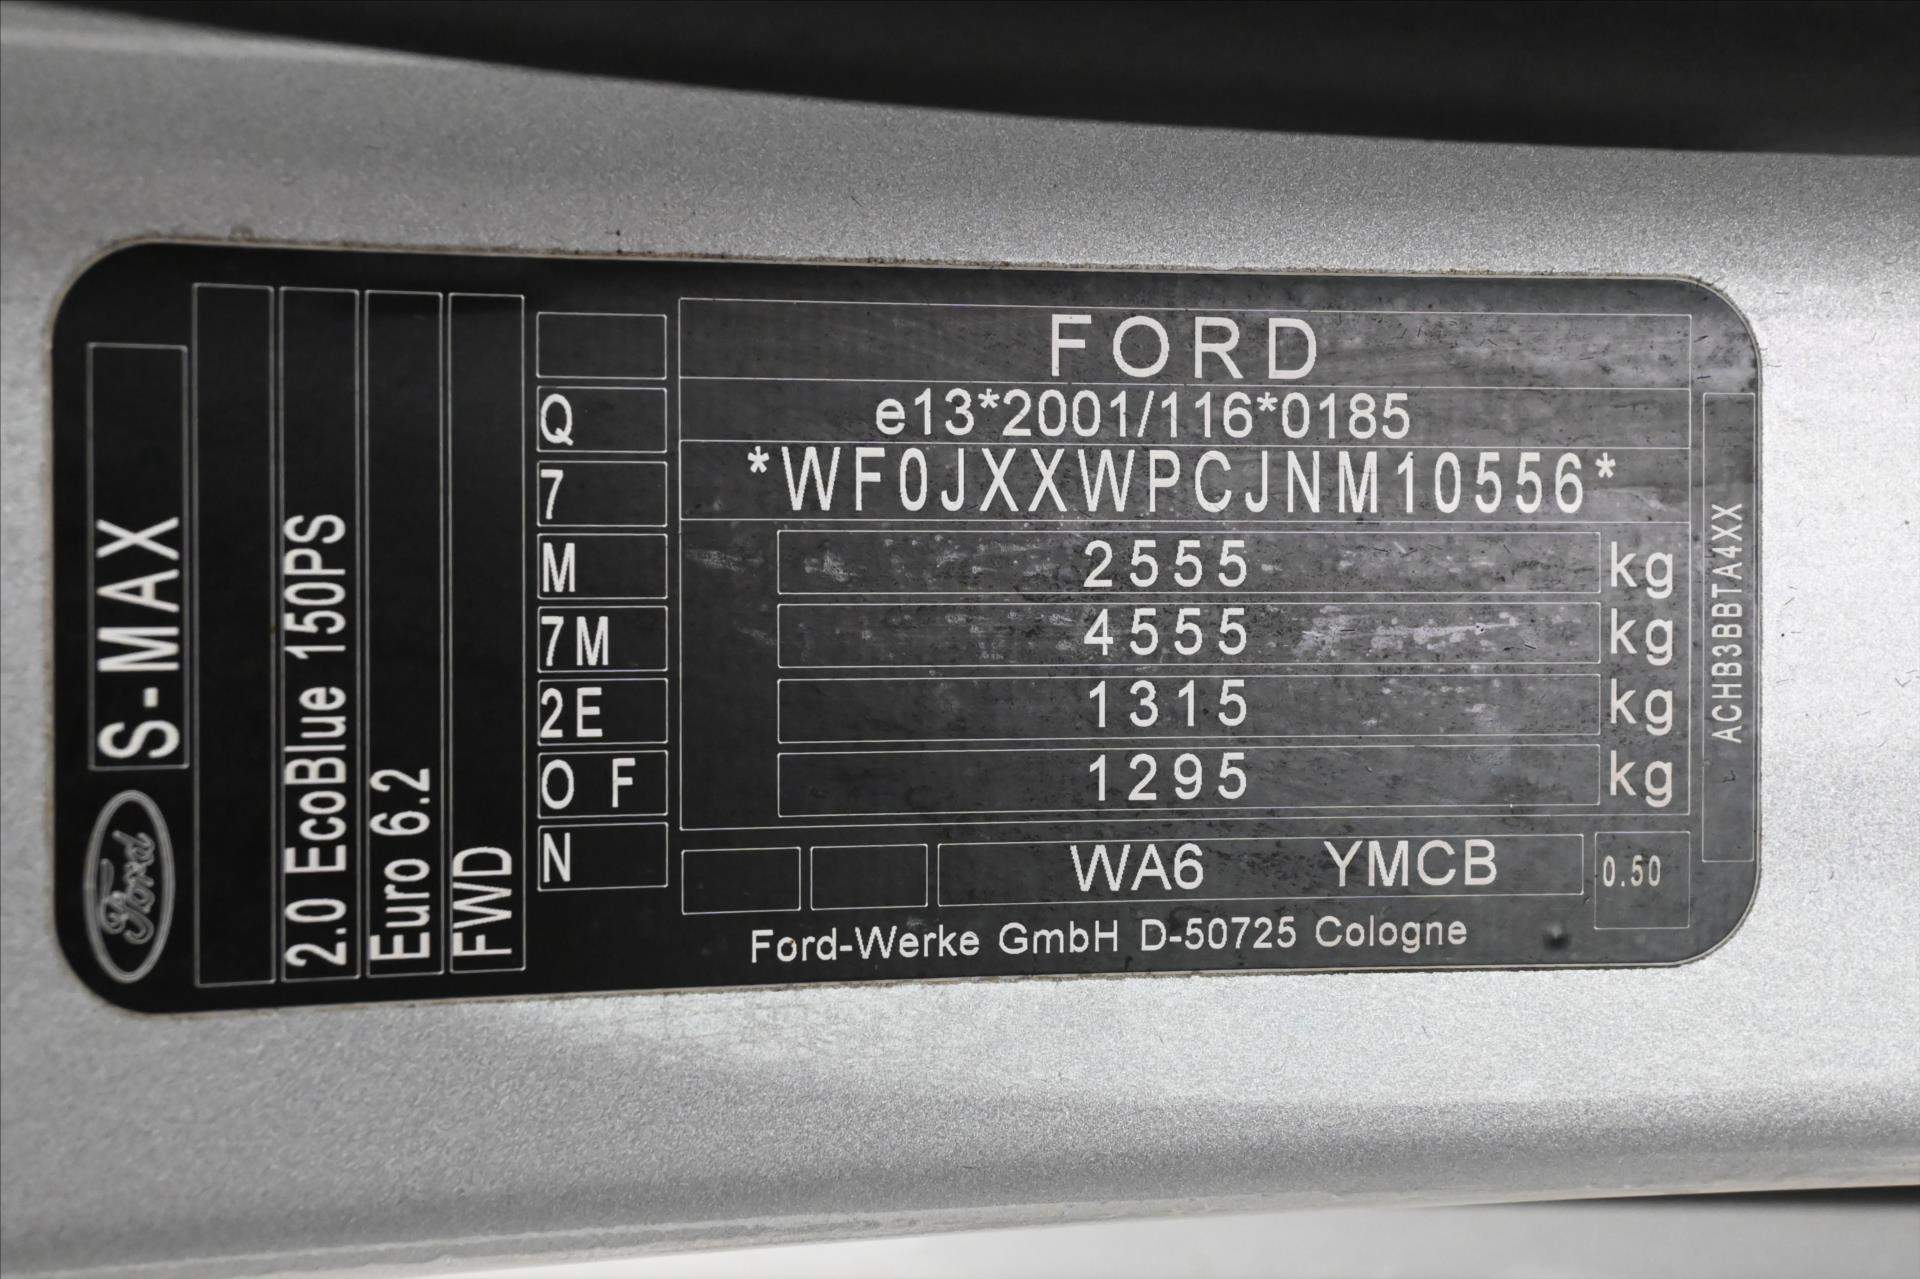 FORD
e13*2001/116*0185
*WF0JXXWPCJNM10556*
2555 kg
4555 kg
1315 kg
1295 kg
WA6 YMCB 0.50
Ford-Werke GmbH D-50725 Cologne
Q
7
M
7M
2E
O F
N
Ford S-MAX
2.0 EcoBlue 150PS
Euro 6.2
FWD
ACHB3BBTA4XX